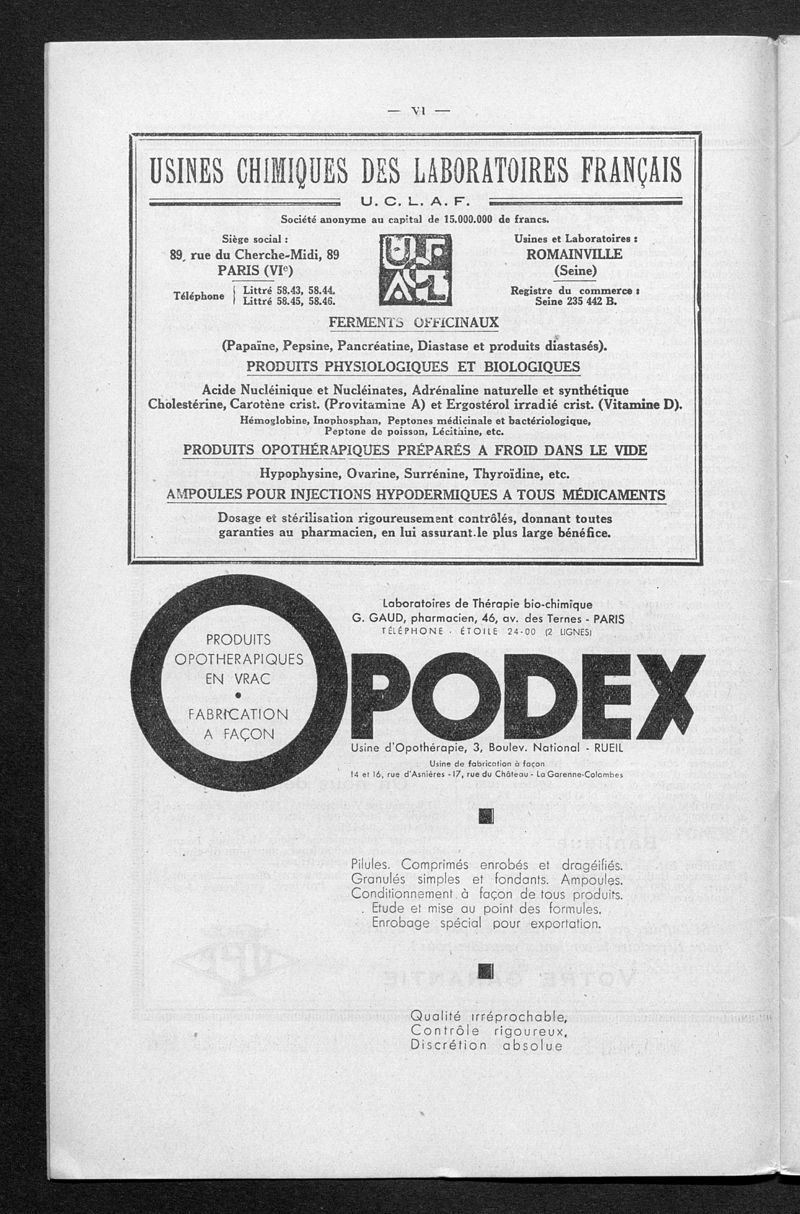 — VI —
USINES CHIMIQUES DES LABORATOIRES FRANÇAIS
U. C. L. A. F.
Société anonyme au capital de 15.000.000 de francs.
Siège social :
89, rue du Cherche-Midi, 89
PARIS (VIe)
Téléphone { Littré 58.43, 58.44.
Littré 58.45, 58.46.
UCLAF
Usines et Laboratoires :
ROMAINVILLE
(Seine)
Registre du commerce :
Seine 235 442 B.
FERMENTS OFFICINAUX
(Papaïne, Pepsine, Pancréatine, Diastase et produits diastasés).
PRODUITS PHYSIOLOGIQUES ET BIOLOGIQUES
Acide Nucléinique et Nucléinates, Adrénaline naturelle et synthétique
Cholestérine, Carotène crist. (Provitamine A) et Ergostérol irradié crist. (Vitamine D).
Hémoglobine, Inophosphan, Peptones médicinale et bactériologique,
Peptone de poisson, Lécithine, etc.
PRODUITS OPOTHÉRAPIQUES PRÉPARÉS A FROID DANS LE VIDE
Hypophysine, Ovarine, Surrénine, Thyroïdine, etc.
AMPOULES POUR INJECTIONS HYPODERMIQUES A TOUS MÉDICAMENTS
Dosage et stérilisation rigoureusement contrôlés, donnant toutes
garanties au pharmacien, en lui assurant le plus large bénéfice.
Laboratoires de Thérapie bio-chimique
G. GAUD, pharmacien, 46, av. des Ternes - PARIS
TÉLÉPHONE - ÉTOILE 24-00 (2 LIGNES)
OPODEX
PRODUITS
OPOTHERAPIQUES
EN VRAC
•
FABRICATION
A FAÇON
Usine d'Opothérapie, 3, Boulev. National - RUEIL
Usine de fabrication à façon
14 et 16, rue d'Asnières - 17, rue du Château - La Garenne-Colombes
Pilules. Comprimés enrobés et dragéifiés.
Granulés simples et fondants. Ampoules.
Conditionnement à façon de tous produits.
Etude et mise au point des formules.
Enrobage spécial pour exportation.
Qualité irréprochable,
Contrôle rigoureux,
Discrétion absolue